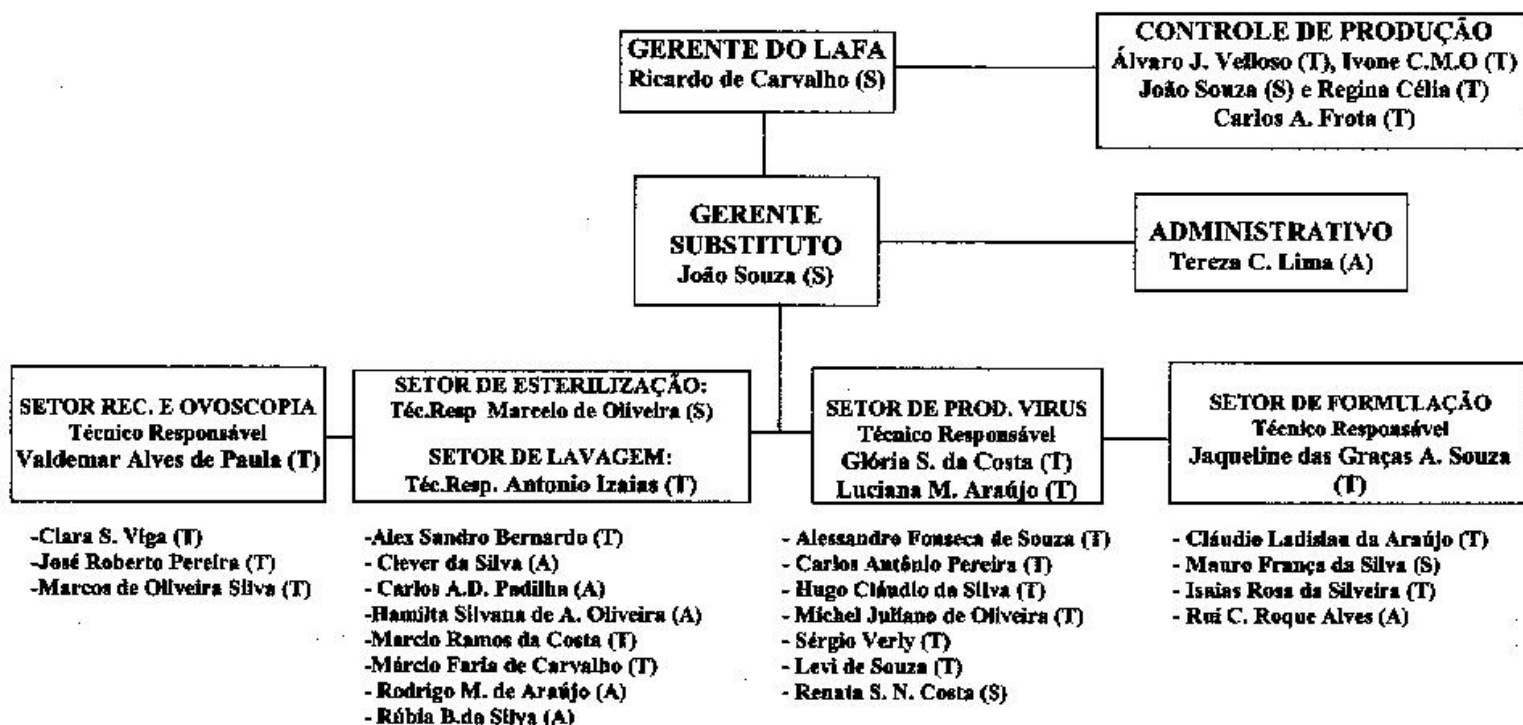 GERENTE DO LAFA
Ricardo de Carvalho (S)
CONTROLE DE PRODUÇÃO
Álvaro J. Velloso (T), Ivone C.M.O (T)
João Souza (S) e Regina Célia (T)
Carlos A. Frota (T)
GERENTE
SUBSTITUTO
João Souza (S)
ADMINISTRATIVO
Tereza C. Lima (A)
SETOR REC. E OVOSCOPIA
Técnico Responsável
Valdemar Alves de Paula (T)
SETOR DE ESTERILIZAÇÃO:
Téc.Resp Marcelo de Oliveira (S)
SETOR DE LAVAGEM:
Téc.Resp. Antonio Izaias (T)
SETOR DE PROD. VIRUS
Técnico Responsável
Glória S. da Costa (T)
Luciana M. Araújo (T)
SETOR DE FORMULAÇÃO
Técnico Responsável
Jaqueline das Graças A. Souza
(T)
-Clara S. Viga (T)
-José Roberto Pereira (T)
-Marcos de Oliveira Silva (T)
-Alex Sandro Bernardo (T)
- Clever da Silva (A)
- Carlos A.D. Padilha (A)
-Hamilta Silvana de A. Oliveira (A)
-Marcio Ramos da Costa (T)
-Márcio Faria de Carvalho (T)
- Rodrigo M. de Araújo (A)
- Rúbia B.da Silva (A)
- Alessandro Fonseca de Souza (T)
- Carlos Antônio Pereira (T)
- Hugo Cláudio da Silva (T)
- Michel Juliano de Oliveira (T)
- Sérgio Verly (T)
- Levi de Souza (T)
- Renata S. N. Costa (S)
- Cláudio Ladislau da Araújo (T)
- Mauro França da Silva (S)
- Isaias Rosa da Silveira (T)
- Rui C. Roque Alves (A)